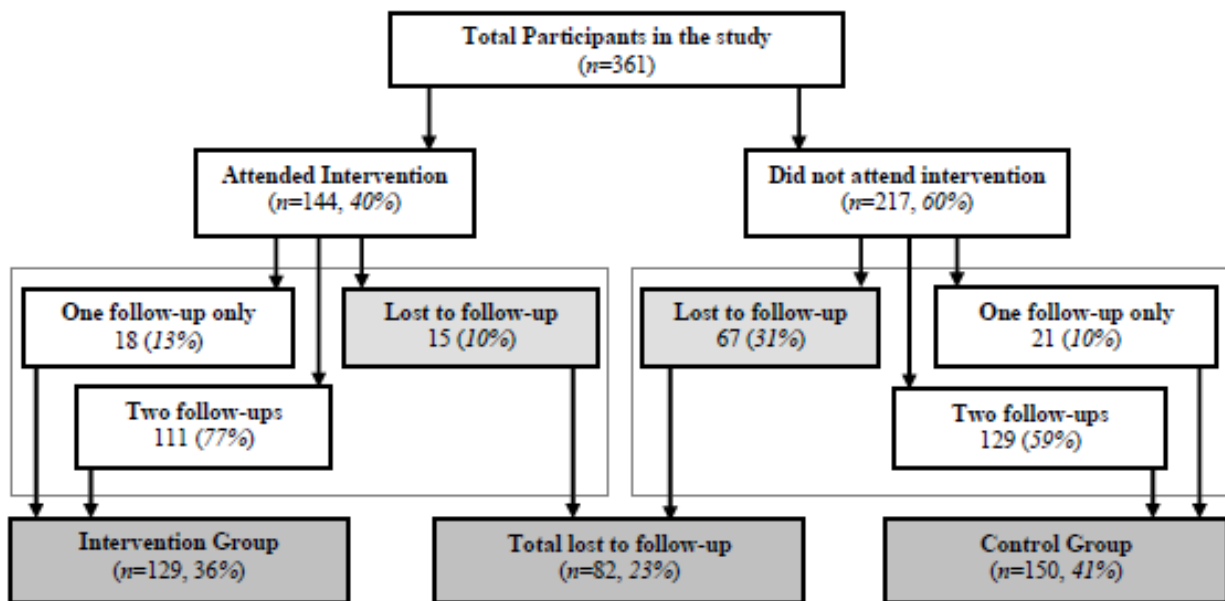 Total Participants in the study
(n=361)
Attended Intervention
(n=144, 40%)
Did not attend intervention
(n=217, 60%)
One follow-up only
18 (13%)
Lost to follow-up
15 (10%)
Lost to follow-up
67 (31%)
One follow-up only
21 (10%)
Two follow-ups
111 (77%)
Two follow-ups
129 (59%)
Intervention Group
(n=129, 36%)
Total lost to follow-up
(n=82, 23%)
Control Group
(n=150, 41%)